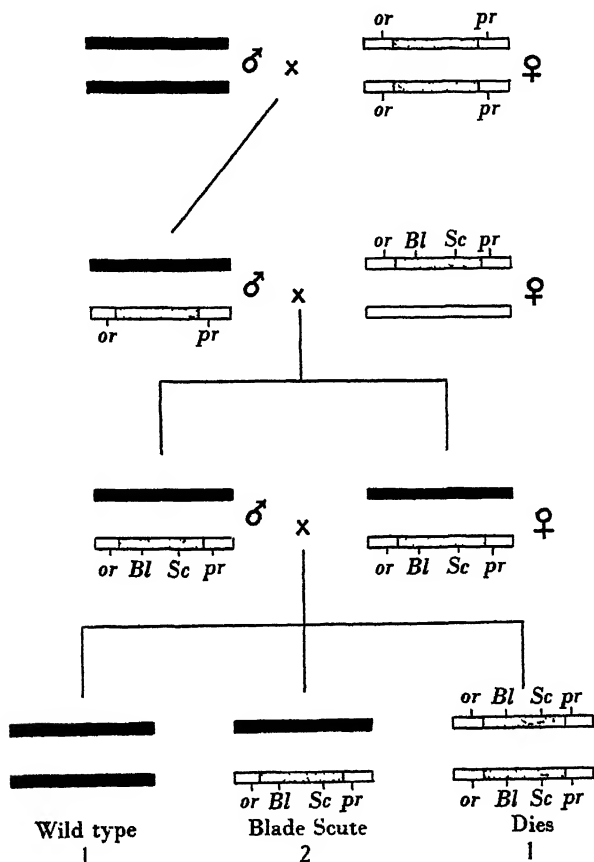 or pr
♂ x ♀
or pr
or Bl Sc pr
♂ x ♀
or pr
♂ x ♀
or Bl Sc pr or Bl Sc pr
or Bl Sc pr
or Bl Sc pr or Bl Sc pr
Wild type Blade Scute Dies
1 2 1